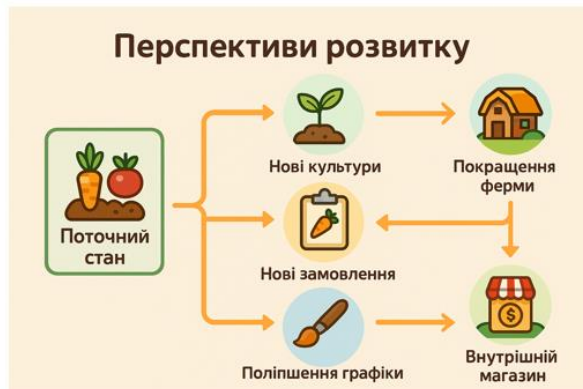 Перспективи розвитку
Нові культури
Покращення
ферми
Поточний
стан
Нові замовлення
Поліпшення графіки
$
Внутрішній
магазин